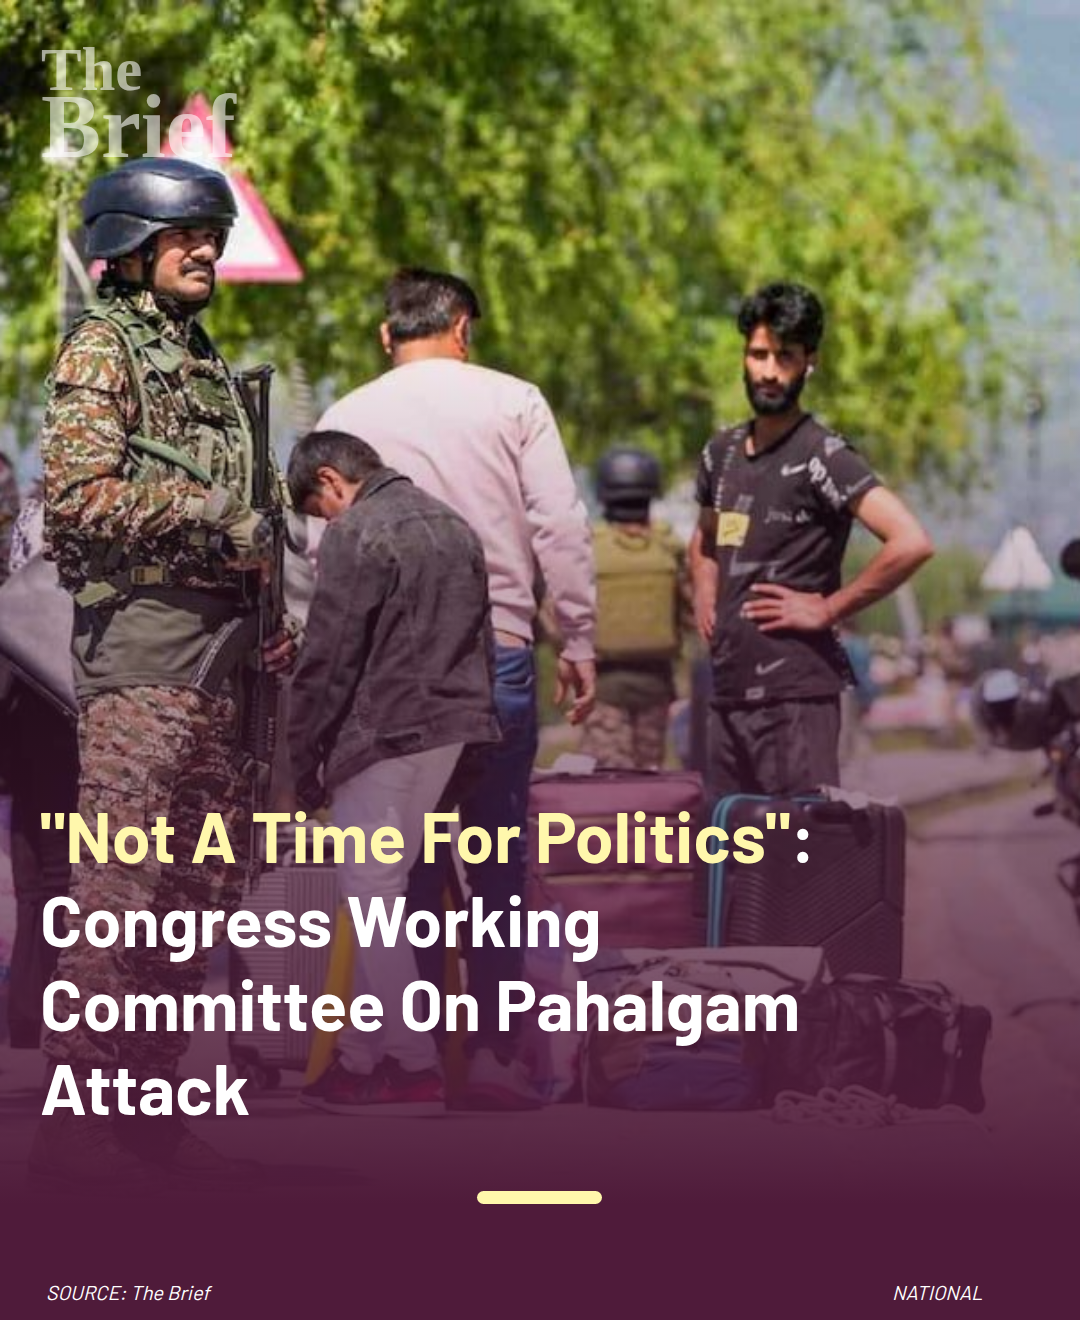 The
Brief
"Not A Time For Politics":
Congress Working
Committee On Pahalgam
Attack
SOURCE: The Brief
NATIONAL